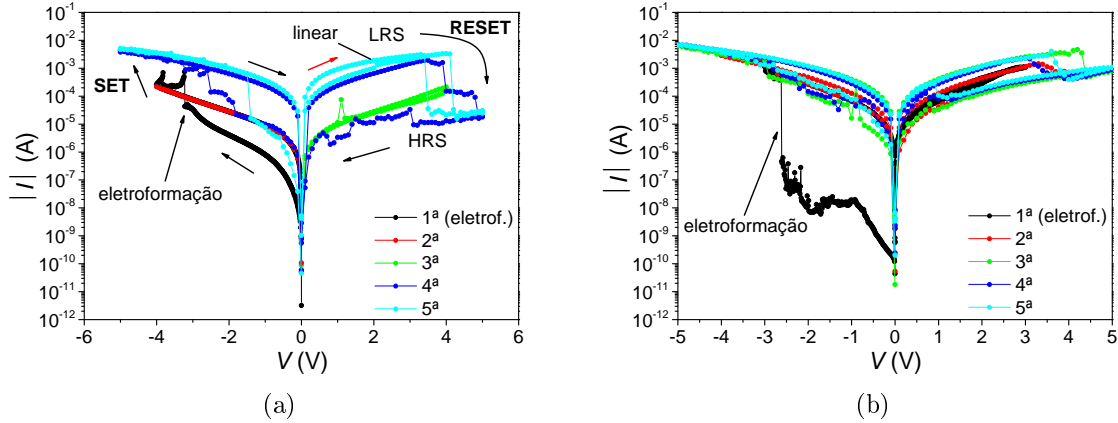 RESET
linear
LRS
SET
HRS
eletroformação
1ª (eletrof.)
2ª
3ª
4ª
5ª
10⁻¹
10⁻²
10⁻³
10⁻⁴
10⁻⁵
10⁻⁶
10⁻⁷
10⁻⁸
10⁻⁹
10⁻¹⁰
10⁻¹¹
10⁻¹²
|I| (A)
-6 -4 -2 0 2 4 6
V (V)
(a)
eletroformação
1ª (eletrof.)
2ª
3ª
4ª
5ª
10⁻¹
10⁻²
10⁻³
10⁻⁴
10⁻⁵
10⁻⁶
10⁻⁷
10⁻⁸
10⁻⁹
10⁻¹⁰
10⁻¹¹
10⁻¹²
|I| (A)
-5 -4 -3 -2 -1 0 1 2 3 4 5
V (V)
(b)